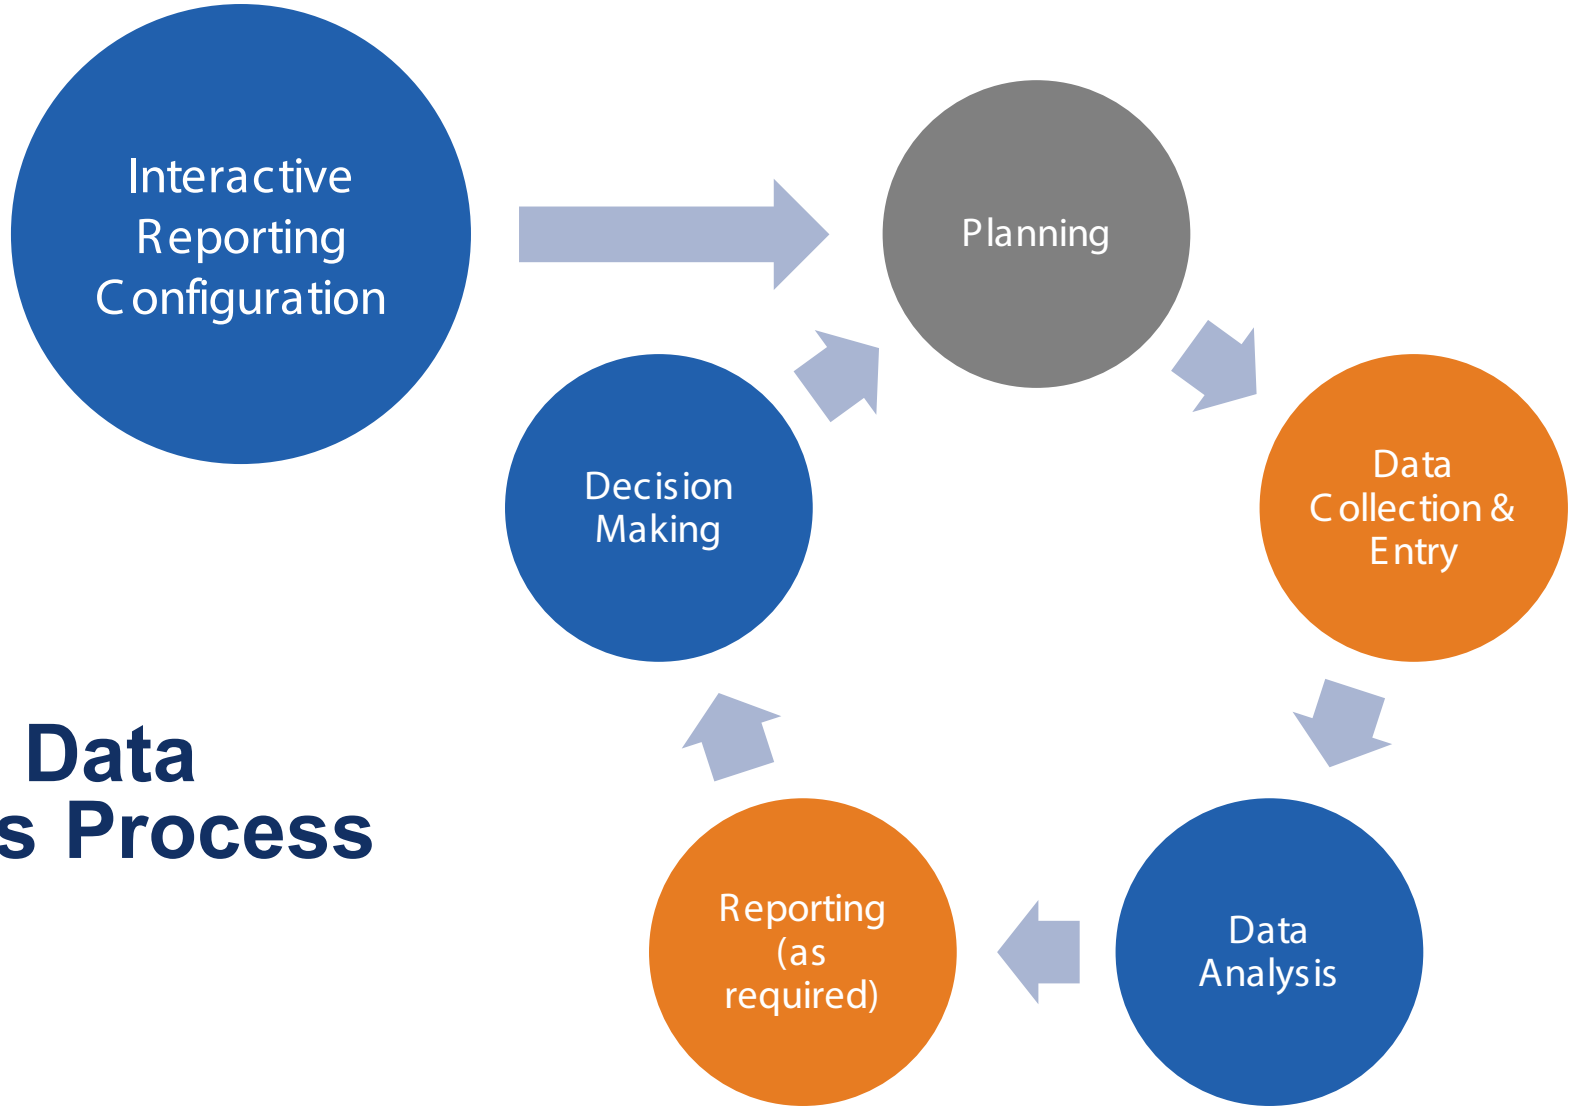 Interactive
Reporting
Configuration
Planning
Data
Collection &
Entry
Decision
Making
Data
s Process
Reporting
(as
required)
Data
Analysis